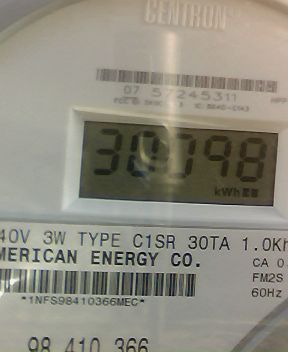 CENTRON
07 57245311
kWh
40V 3W TYPE C1SR 30TA 1.0Kh
MERICAN ENERGY CO.
CA 0.
FM2S
*1NFS98410366MEC*
60Hz
98 410 366